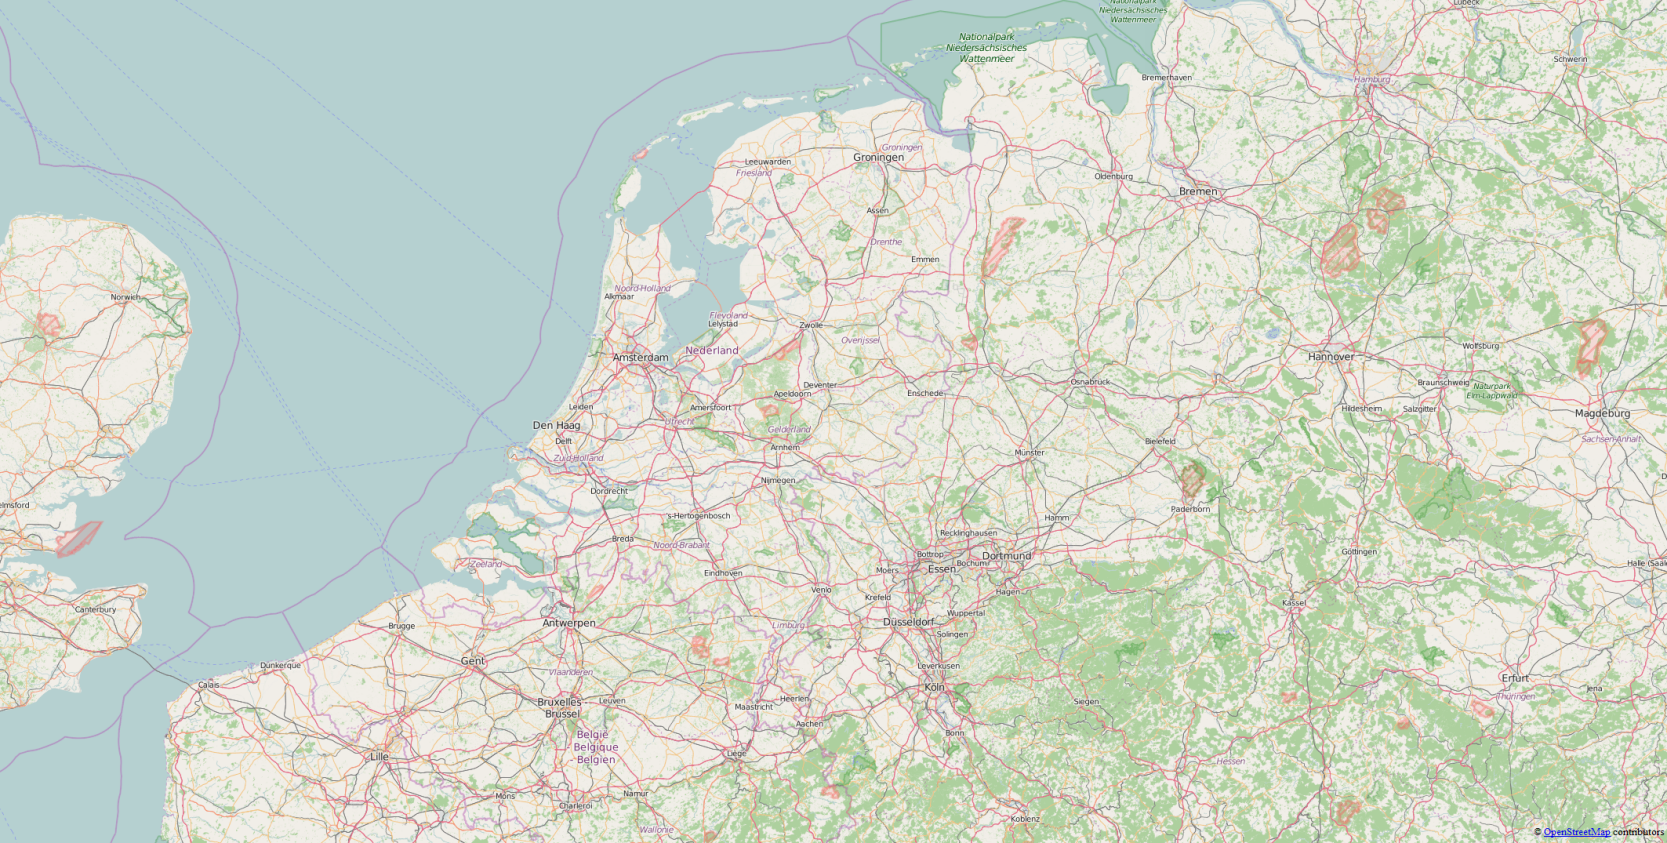 Nationalpark
Niedersächsisches
Wattenmeer
Lübeck
Nationalpark
Niedersächsisches
Wattenmeer
Schwerin
Bremerhaven
Hamburg
Groningen
Groningen
Leeuwarden
Friesland
Oldenburg
Bremen
Assen
Drenthe
Emmen
Noord-Holland
Alkmaar
Norwich
Flevoland
Lelystad
Zwolle
Overijssel
Nederland
Amsterdam
Wolfsburg
Hannover
Deventer
Apeldoorn
Enschede
Osnabrück
Braunschweig
Naturpark
Elm-Lappwald
Leiden
Amersfoort
Hildesheim
Salzgitter
Magdeburg
Den Haag
Utrecht
Gelderland
Delft
Arnhem
Bielefeld
Sachsen-Anhalt
Zuid-Holland
Münster
Nijmegen
Dordrecht
elmsford
Paderborn
's-Hertogenbosch
Hamm
Breda
Noord-Brabant
Recklinghausen
Bottrop
Dortmund
Göttingen
Zeeland
Eindhoven
Moers
Essen
Bochum
Halle (Saale
Venlo
Krefeld
Hagen
Canterbury
Kassel
Wuppertal
Brugge
Antwerpen
Limburg
Düsseldorf
Solingen
Gent
Dunkerque
Vlaanderen
Leverkusen
Erfurt
Calais
Köln
Jena
Thüringen
Bruxelles -
Brussel
Leuven
Maastricht
Heerlen
Siegen
Aachen
België
- Belgique
- Belgien
Bonn
Lille
Liège
Hessen
Mons
Namur
Charleroi
Koblenz
Wallonie
© OpenStreetMap contributors